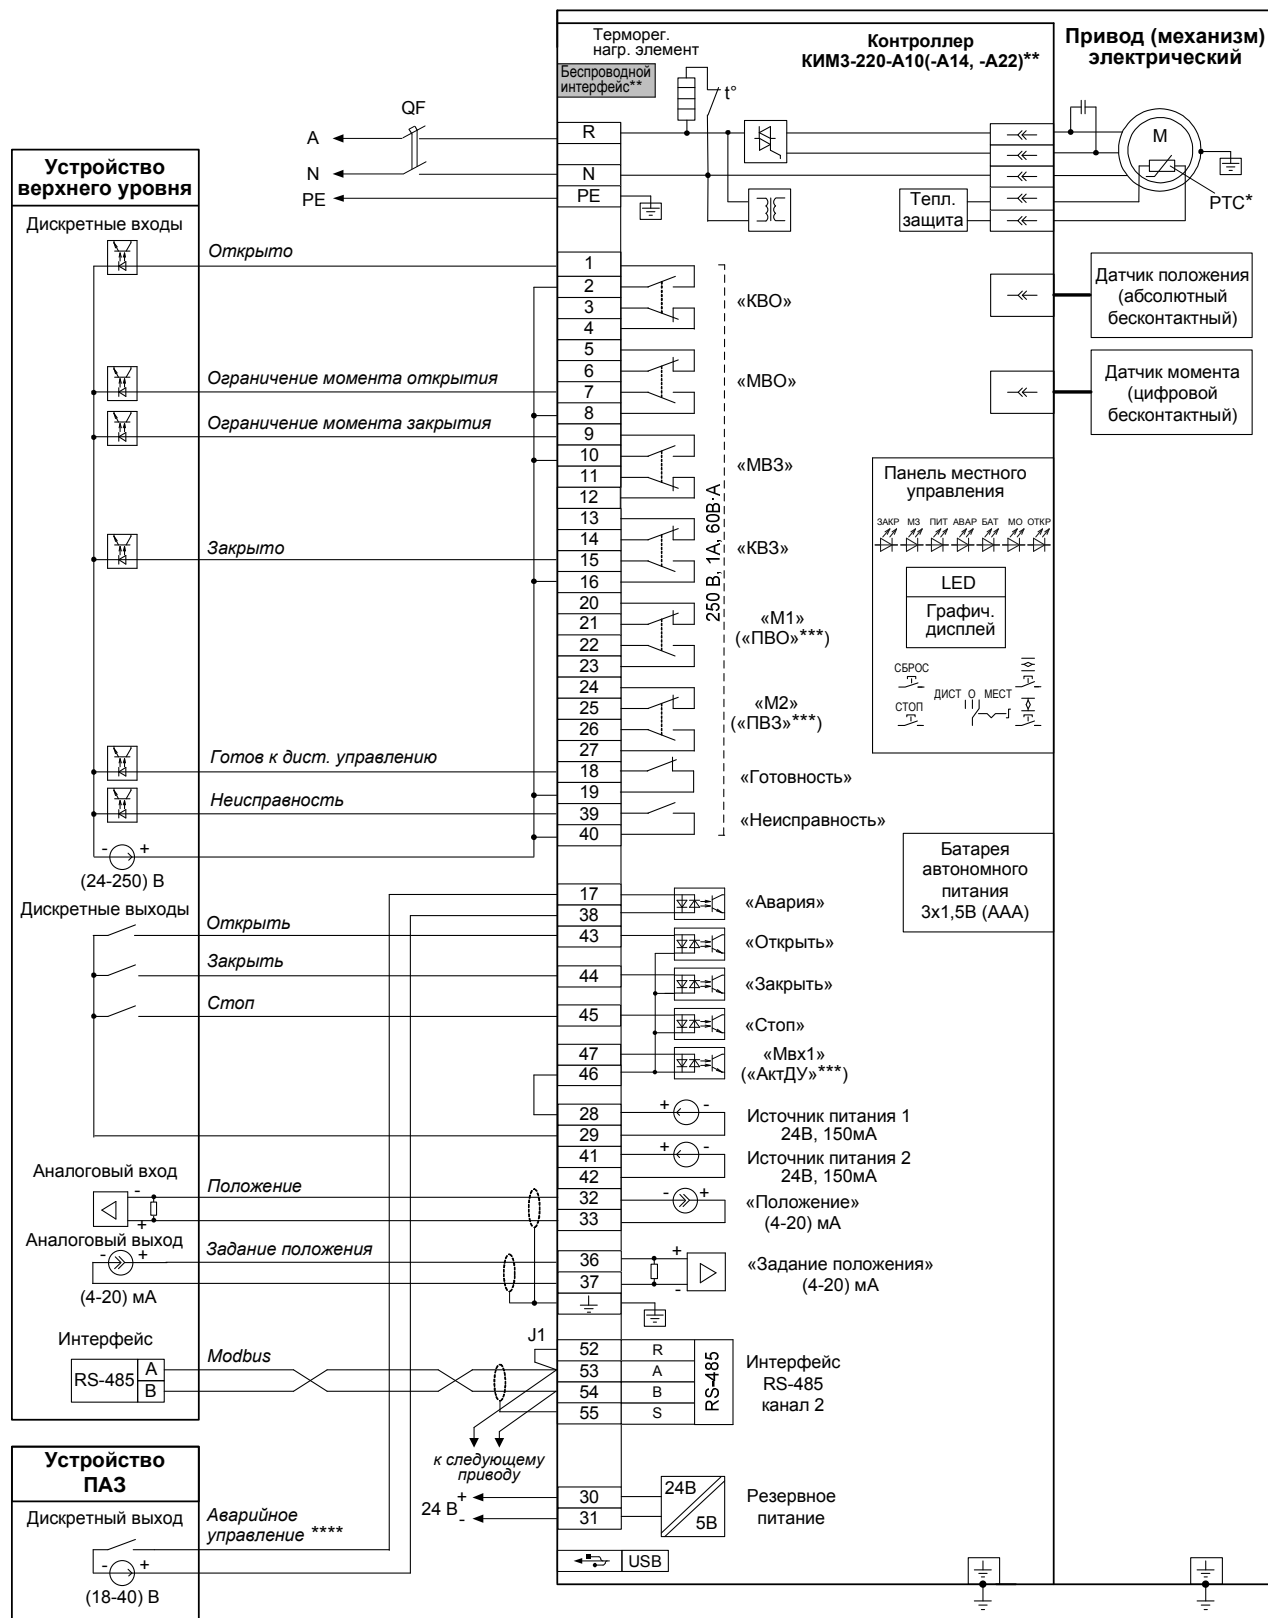 Терморег.
нагр. элемент
Беспроводной
интерфейс**
Контроллер
КИМ3-220-А10(-А14, -А22)**
Привод (механизм)
электрический
QF
A
N
PE
R
N
PE
t°
M
PTC*
Тепл.
защита
Датчик положения
(абсолютный
бесконтактный)
Датчик момента
(цифровой
бесконтактный)
Устройство
верхнего уровня
Дискретные входы
Открыто
Ограничение момента открытия
Ограничение момента закрытия
Закрыто
Готов к дист. управлению
Неисправность
- +
(24-250) В
1
2
3
4
«КВО»
5
6
7
8
«МВО»
9
10
11
12
«МВЗ»
13
14
15
16
«КВЗ»
20
21
22
23
«М1»
(«ПВО»***)
24
25
26
27
«М2»
(«ПВЗ»***)
18
19
«Готовность»
39
40
«Неисправность»
250 В, 1А, 60В·А
Панель местного
управления
ЗАКР МЗ ПИТ АВАР БАТ МО ОТКР
LED
Графич.
дисплей
СБРОС
СТОП
ДИСТ О МЕСТ
Батарея
автономного
питания
3х1,5В (ААА)
Дискретные выходы
Открыть
Закрыть
Стоп
17
38
«Авария»
43
«Открыть»
44
«Закрыть»
45
«Стоп»
47
46
«Мвх1»
(«АктДУ»***)
28
29
+ -
Источник питания 1
24В, 150мА
41
42
+ -
Источник питания 2
24В, 150мА
Аналоговый вход
-
+
Положение
32
33
- +
«Положение»
(4-20) мА
Аналоговый выход
- +
(4-20) мА
Задание положения
36
37
+
-
«Задание положения»
(4-20) мА
Интерфейс
RS-485
A
B
Modbus
J1
52 R
53 A
54 B
55 S
RS-485
Интерфейс
RS-485
канал 2
к следующему
приводу
24 В
+
-
30
31
24В
5В
Резервное
питание
USB
Устройство
ПАЗ
Дискретный выход
- +
(18-40) В
Аварийное
управление ****